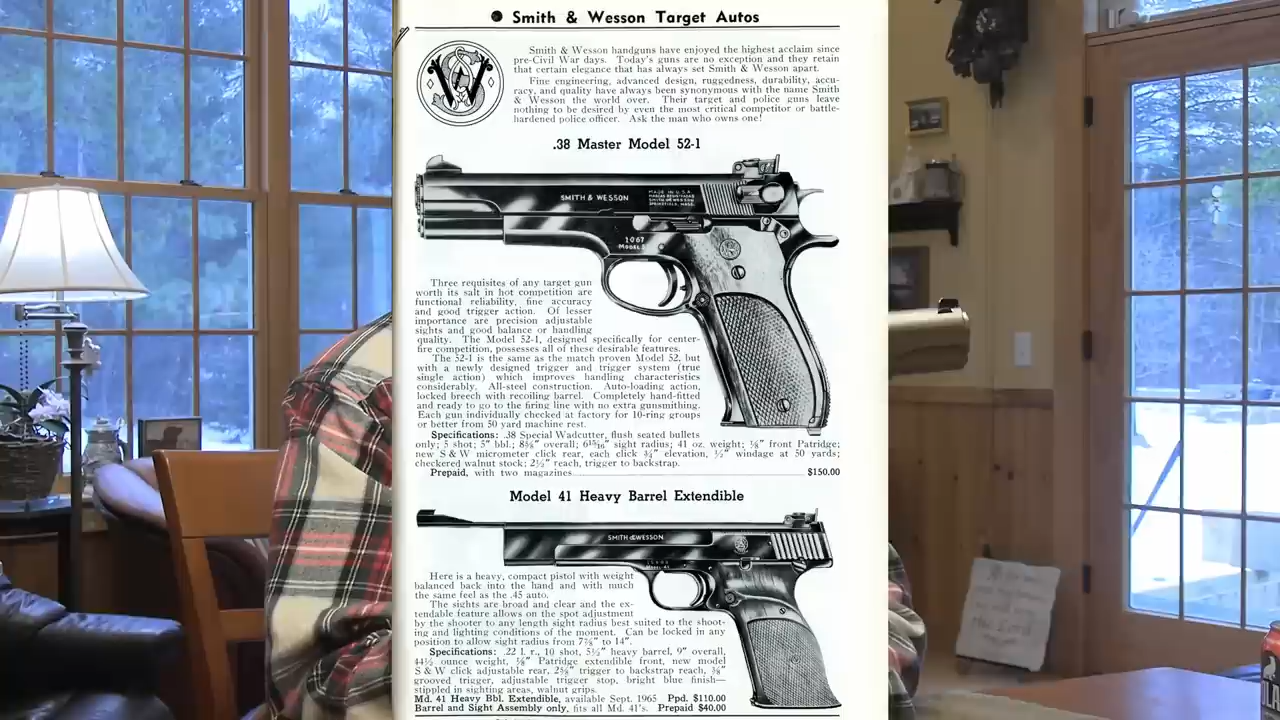 Smith & Wesson Target Autos
Smith & Wesson handguns have enjoyed the highest acclaim since
pre-Civil War days. Today's guns are no exception and they retain
that certain elegance that has always set Smith & Wesson apart.
Fine engineering, advanced design, ruggedness, durability, accu-
racy, and quality have always been synonymous with the name Smith
& Wesson the world over. Their target and police guns leave
nothing to be desired by even the most critical competitor or battle-
hardened police officer. Ask the man who owns one!
.38 Master Model 52-1
SMITH & WESSON
MADE IN U.S.A.
MARCAS REGISTRADAS
SMITH & WESSON
SPRINGFIELD, MASS.
1067
MODEL
Three requisites of any target gun
worth its salt in hot competition are
functional reliability, fine accuracy
and good trigger action. Of lesser
importance are precision adjustable
sights and good balance or handling
quality. The Model 52-1, designed specifically for center-
fire competition, possesses all of these desirable features.
The 52-1 is the same as the match proven Model 52, but
with a newly designed trigger and trigger system (true
single action) which improves handling characteristics
considerably. All-steel construction. Auto-loading action,
locked breech with recoiling barrel. Completely hand-fitted
and ready to go to the firing line with no extra gunsmithing.
Each gun individually checked at factory for 10-ring groups
or better from 50 yard machine rest.
Specifications: .38 Special Wadcutter, flush seated bullets
only; 5 shot; 5" bbl.; 8⅝" overall; 6¹⁵⁄₁₆" sight radius; 41 oz. weight; ⅛" front Patridge;
new S & W micrometer click rear, each click ¾" elevation, ½" windage at 50 yards;
checkered walnut stock; 2½" reach, trigger to backstrap.
Prepaid, with two magazines $150.00
Model 41 Heavy Barrel Extendible
SMITH & WESSON
Here is a heavy, compact pistol with weight
balanced back into the hand and with much
the same feel as the .45 auto.
The sights are broad and clear and the ex-
tendable feature allows on the spot adjustment
by the shooter to any length sight radius best suited to the shoot-
ing and lighting conditions of the moment. Can be locked in any
position to allow sight radius from 7⅞" to 14".
Specifications: .22 l. r., 10 shot, 5½" heavy barrel, 9" overall,
44½ ounce weight, ⅛" Patridge extendible front, new model
S & W click adjustable rear, 2⅝" trigger to backstrap reach, ⅜"
grooved trigger, adjustable trigger stop, bright blue finish—
stippled in sighting areas, walnut grips.
Md. 41 Heavy Bbl. Extendible, available Sept. 1965 Ppd. $110.00
Barrel and Sight Assembly only, fits all Md. 41's. Prepaid $40.00